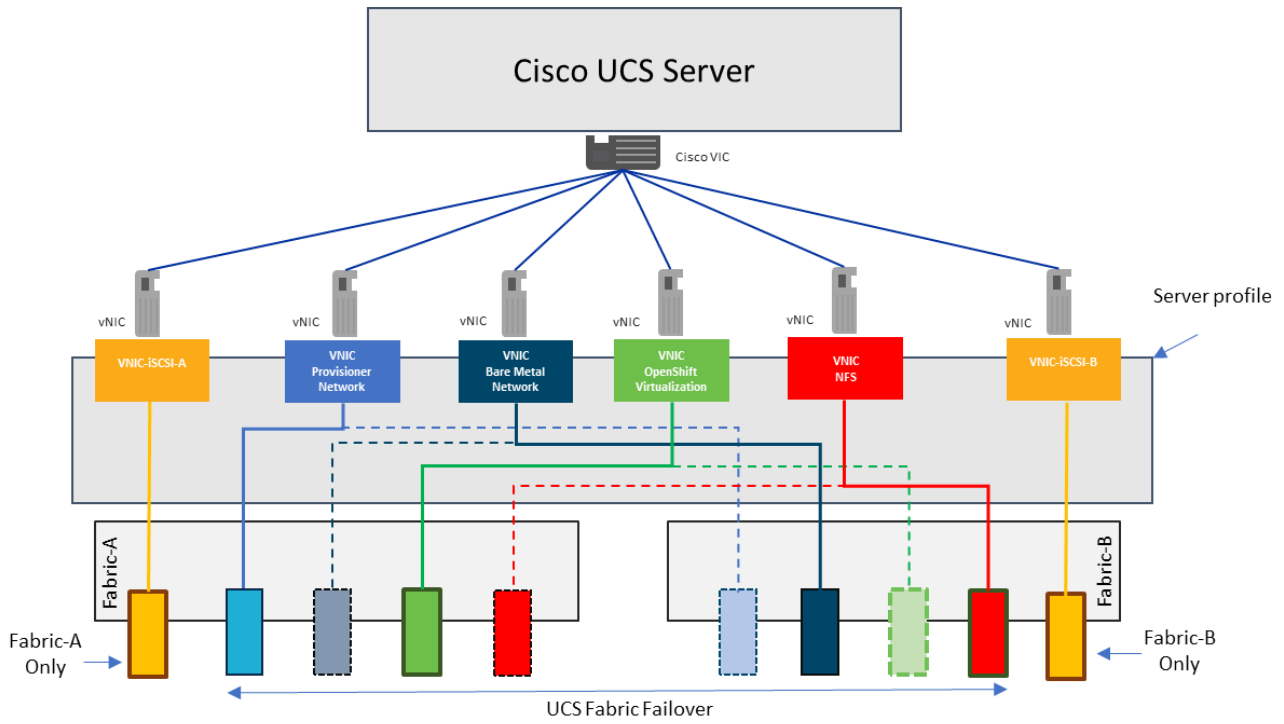 Cisco UCS Server
Cisco VIC
vNIC
vNIC
vNIC
vNIC
vNIC
vNIC
Server profile
VNIC-iSCSI-A
VNIC
Provisioner
Network
VNIC
Bare Metal
Network
VNIC
OpenShift
Virtualization
VNIC
NFS
VNIC-iSCSI-B
Fabric-A
Fabric-B
Fabric-A
Only
Fabric-B
Only
UCS Fabric Failover